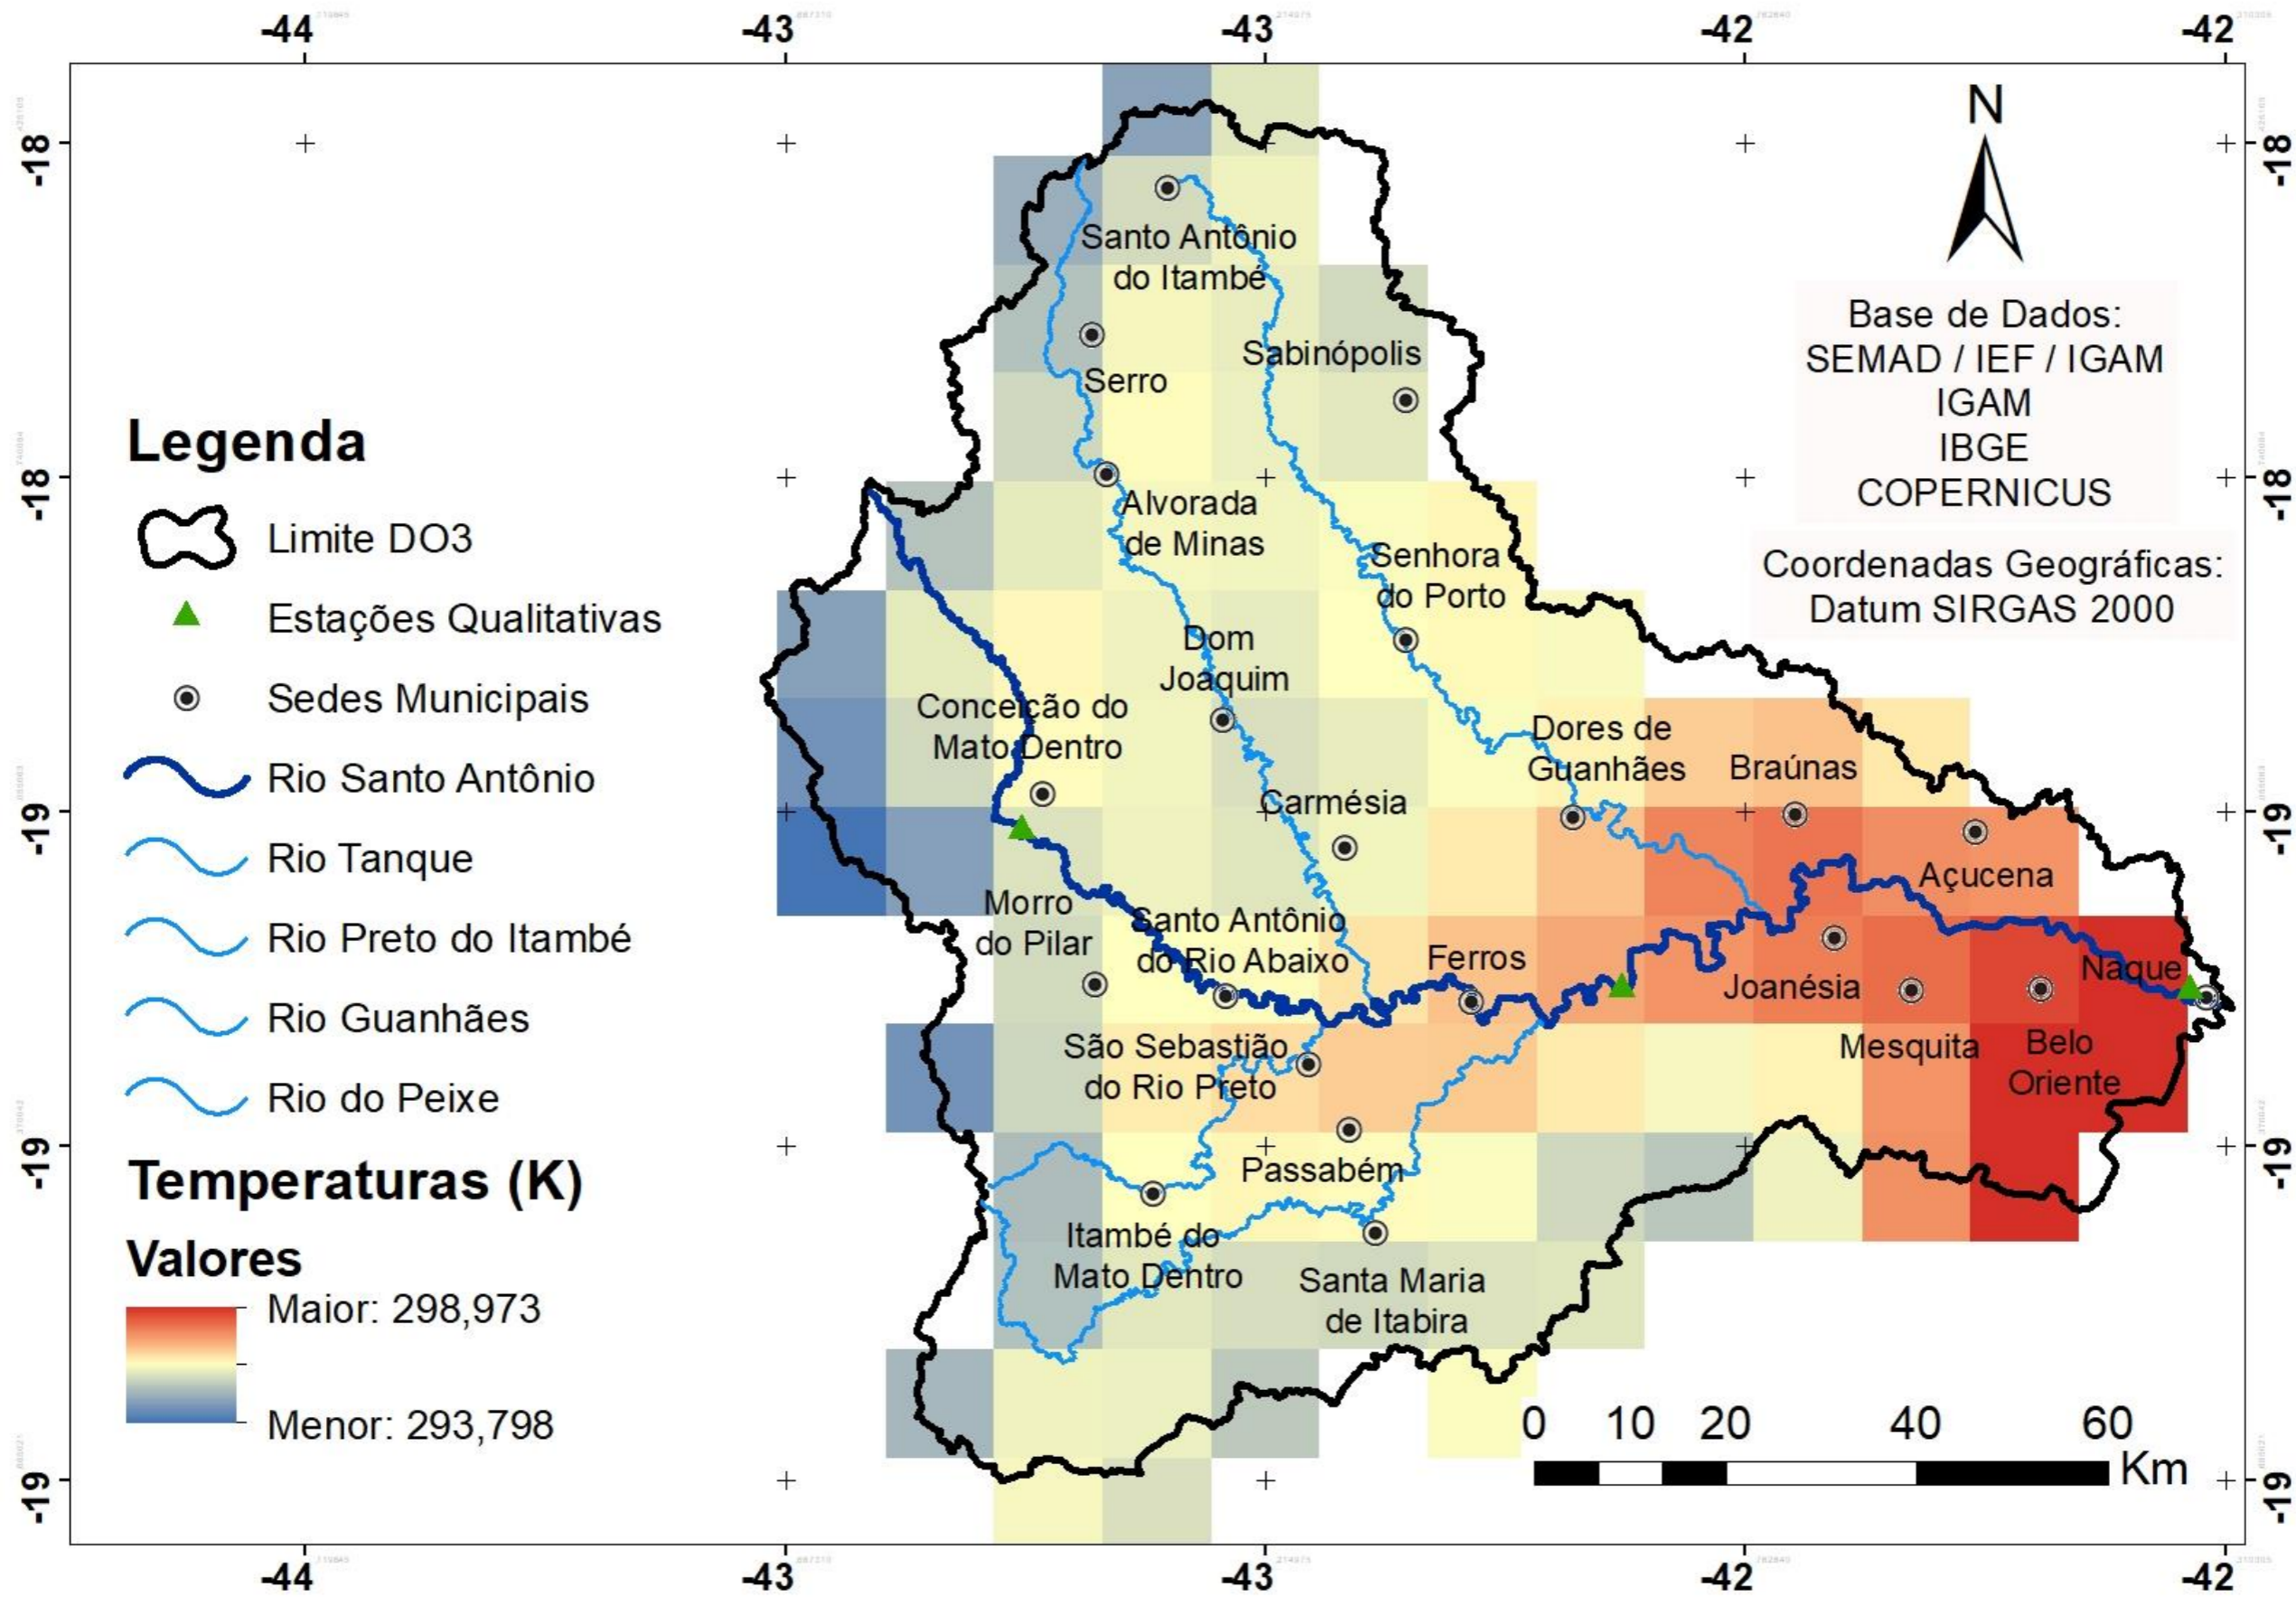 -44 -43 -43 -42 -42
N
-18 -18
Base de Dados:
SEMAD / IEF / IGAM
IGAM
IBGE
COPERNICUS
Coordenadas Geográficas:
Datum SIRGAS 2000
Santo Antônio
do Itambé
Sabinópolis
Serro
-18 -18
Alvorada
de Minas
Senhora
do Porto
Dom
Joaquim
Conceição do
Mato Dentro
Dores de
Guanhães
Braúnas
Carmésia
-19 -19
Açucena
Morro
do Pilar
Santo Antônio
do Rio Abaixo
Ferros
Naque
Joanésia
São Sebastião
do Rio Preto
Mesquita
Belo
Oriente
-19 -19
Passabém
Itambé do
Mato Dentro
Santa Maria
de Itabira
Legenda
Limite DO3
Estações Qualitativas
Sedes Municipais
Rio Santo Antônio
Rio Tanque
Rio Preto do Itambé
Rio Guanhães
Rio do Peixe
Temperaturas (K)
Valores
Maior: 298,973
Menor: 293,798
0 10 20 40 60
Km
-19 -19
-44 -43 -43 -42 -42